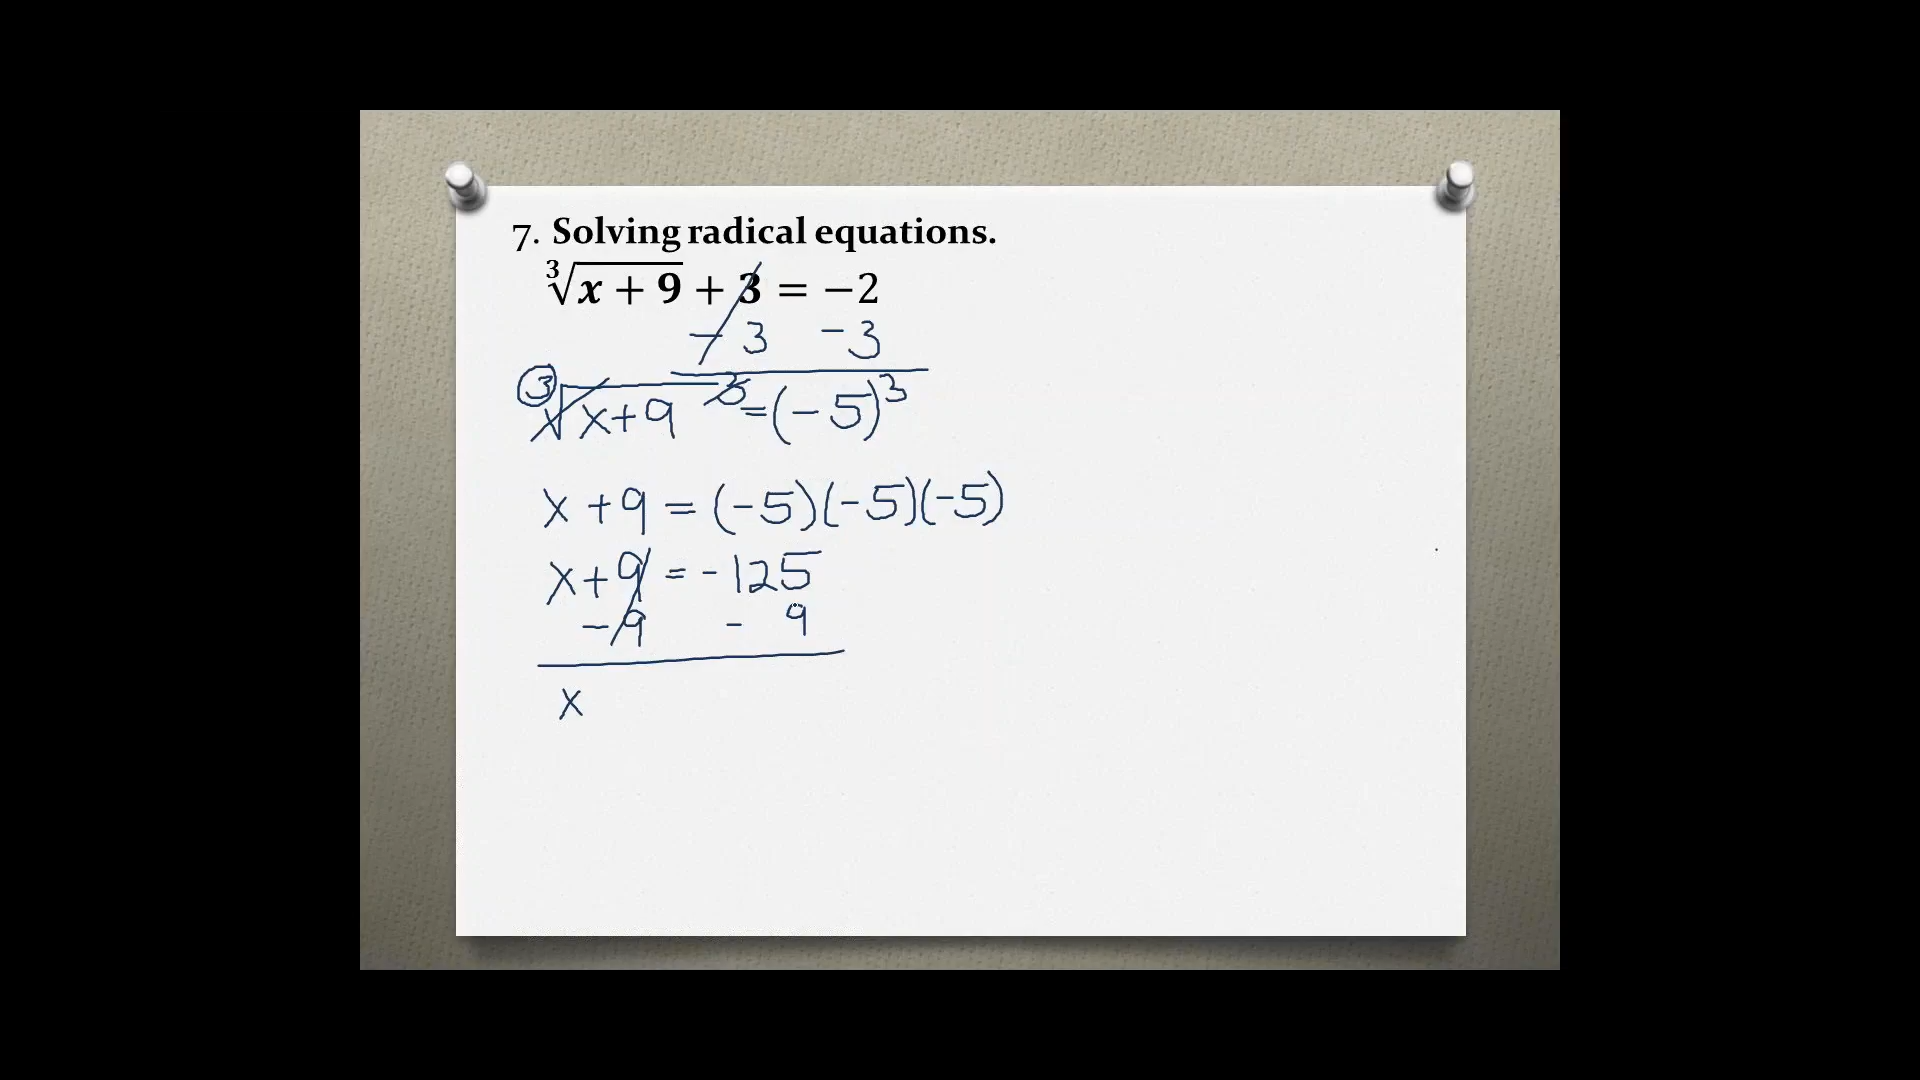 7. Solving radical equations.
∛x + 9 + 3 = −2
− 3 − 3
∛x+9 ³ = (−5)³
x + 9 = (−5)(−5)(−5)
x + 9 = −125
− 9 − 9
x